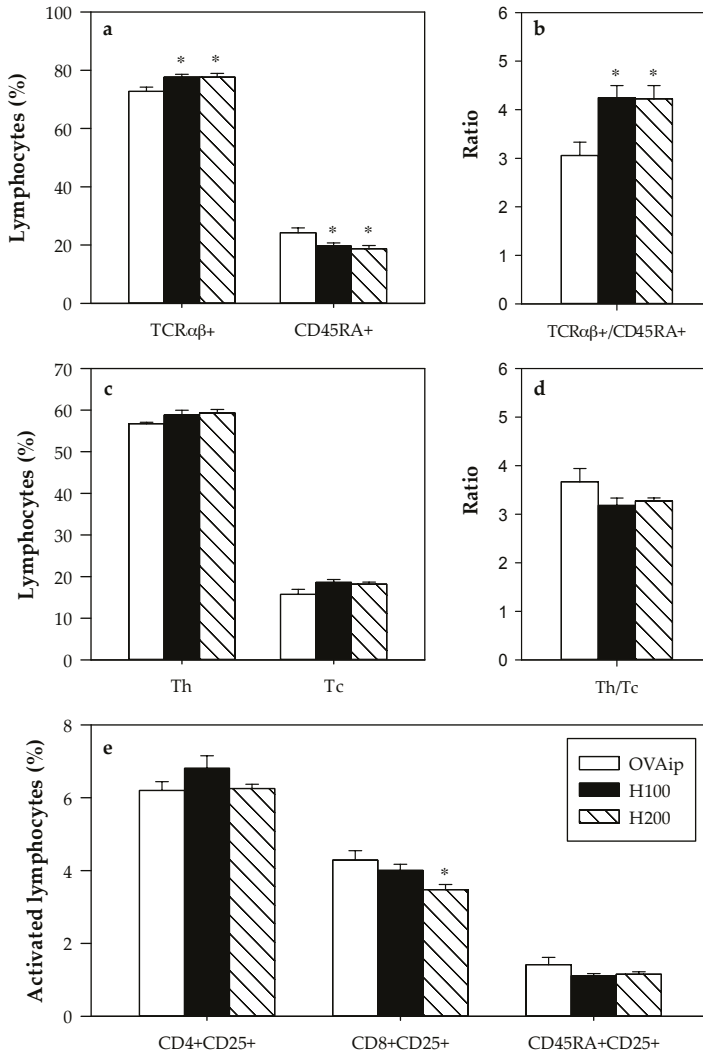 a
Lymphocytes (%)
100
80
60
40
20
0
* *
* *
TCRαβ+ CD45RA+
b
Ratio
6
5
4
3
2
1
0
* *
TCRαβ+/CD45RA+
c
Lymphocytes (%)
70
60
50
40
30
20
10
0
Th Tc
d
Ratio
6
5
4
3
2
1
0
Th/Tc
e
Activated lymphocytes (%)
8
6
4
2
0
*
OVAip
H100
H200
CD4+CD25+ CD8+CD25+ CD45RA+CD25+